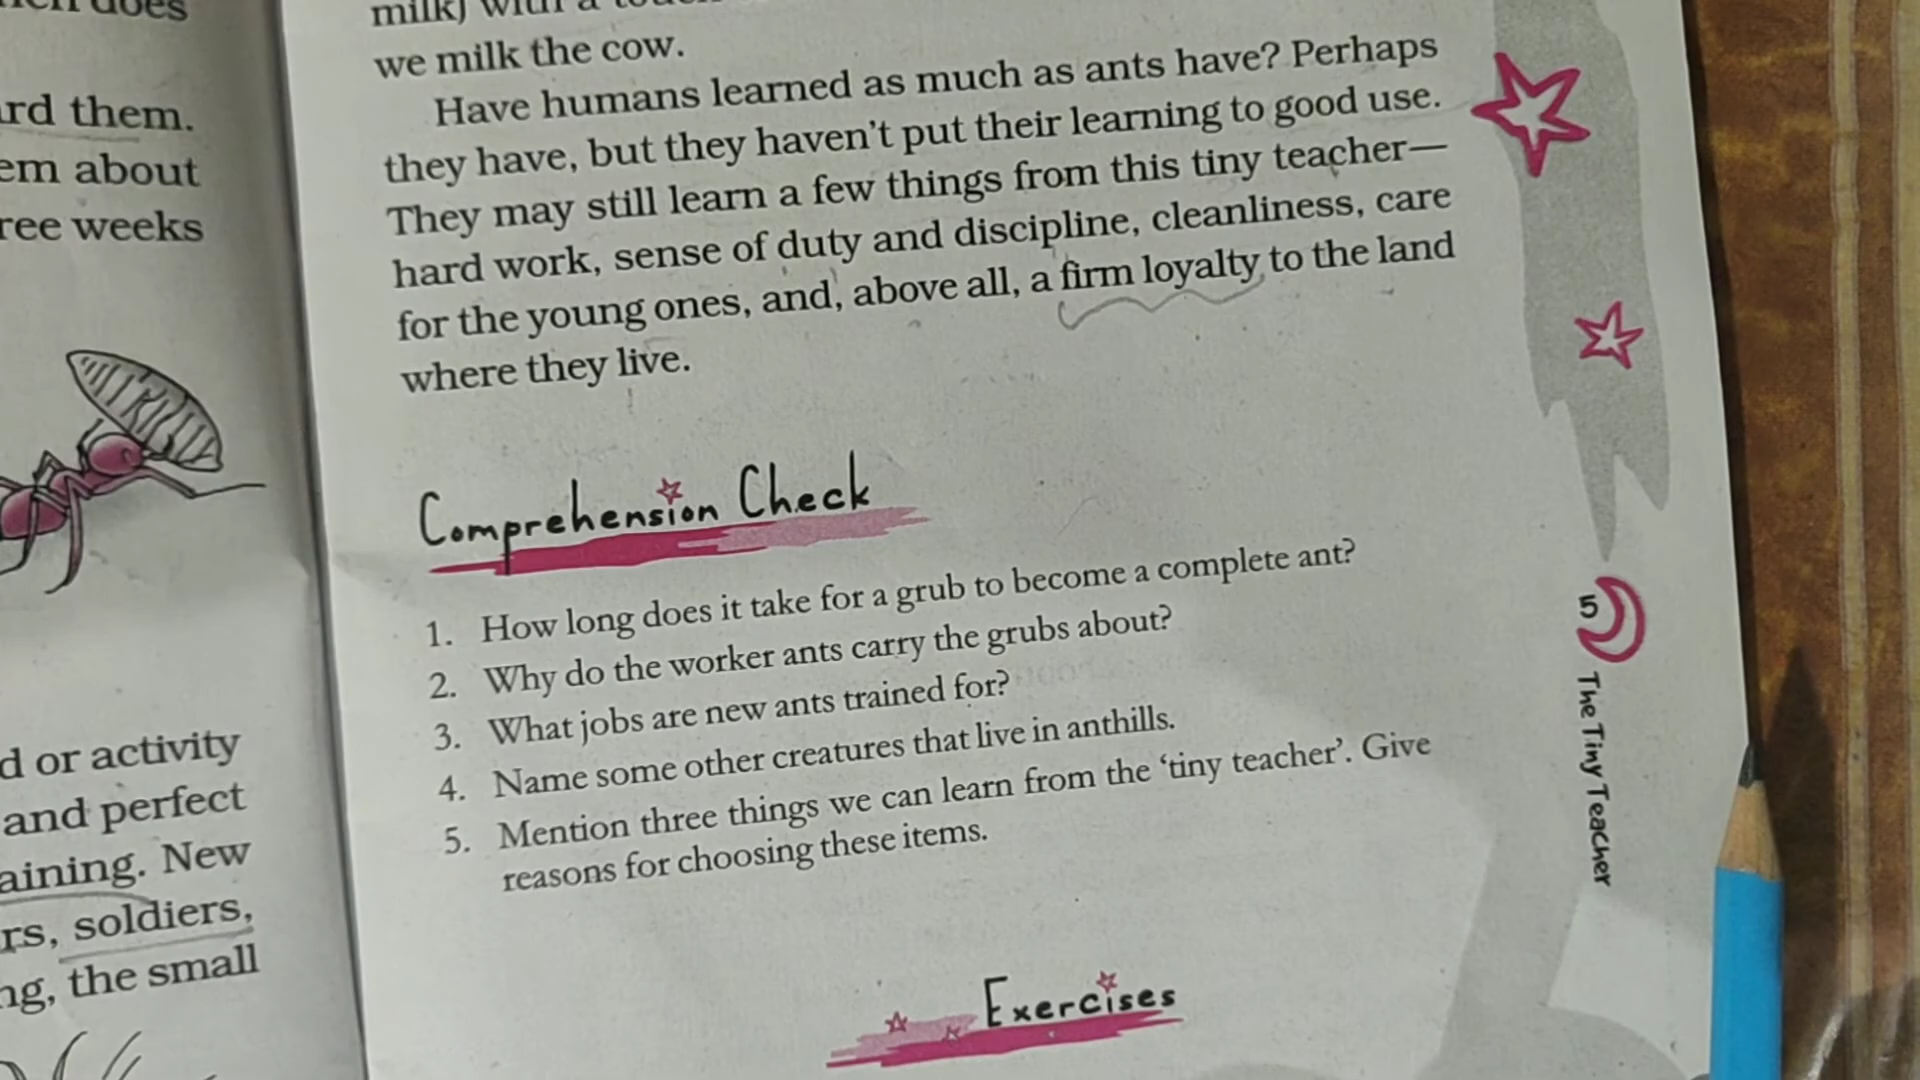 rd them.
about
weeks
d or activity
and perfect
aining. New
rs, soldiers,
ng, the small
we milk the cow.
Have humans learned as much as ants have? Perhaps
they have, but they haven't put their learning to good use.
They may still learn a few things from this tiny teacher—
hard work, sense of duty and discipline, cleanliness, care
for the young ones, and, above all, a firm loyalty to the land
where they live.
Comprehension Check
1. How long does it take for a grub to become a complete ant?
2. Why do the worker ants carry the grubs about?
3. What jobs are new ants trained for?
4. Name some other creatures that live in anthills.
5. Mention three things we can learn from the ‘tiny teacher’. Give
reasons for choosing these items.
Exercises
5
The Tiny Teacher